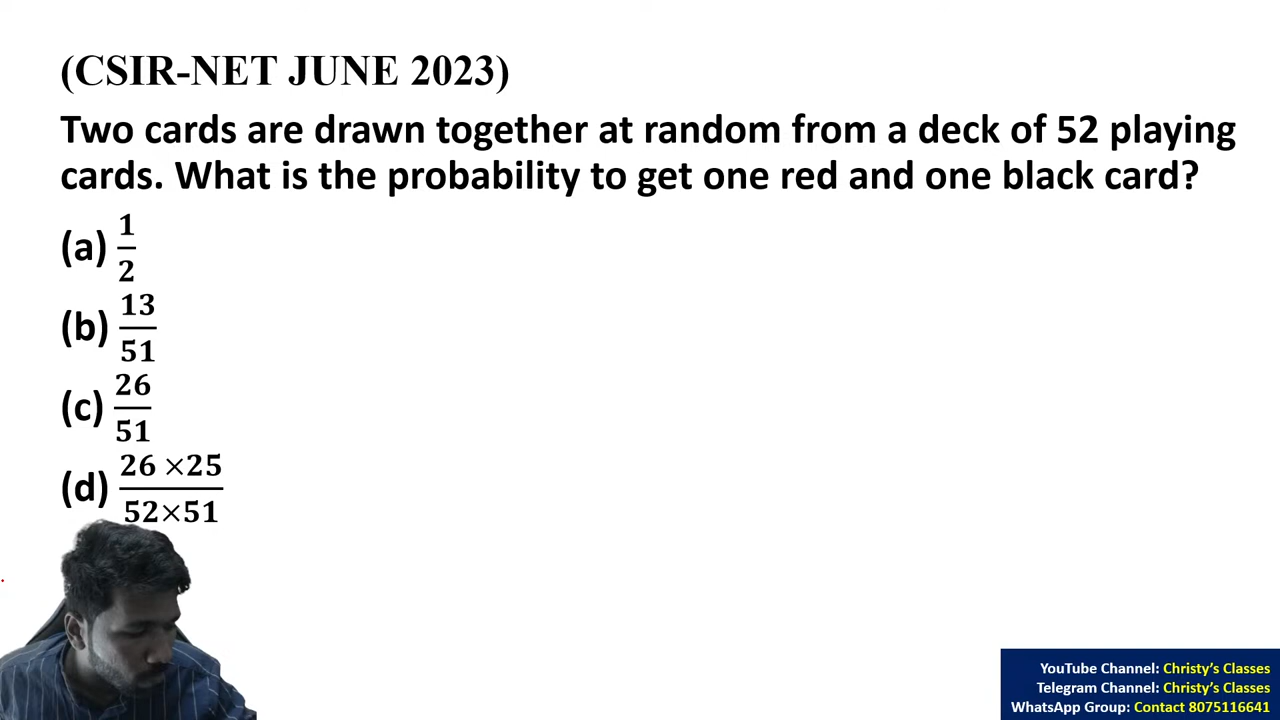 (CSIR-NET JUNE 2023)
Two cards are drawn together at random from a deck of 52 playing
cards. What is the probability to get one red and one black card?
(a) 1/2
(b) 13/51
(c) 26/51
(d) 26 ×25/52×51
YouTube Channel: Christy's Classes
Telegram Channel: Christy's Classes
WhatsApp Group: Contact 8075116641